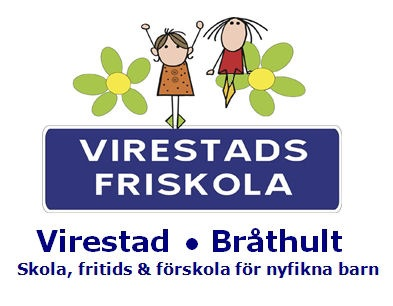 VIRESTADS
FRISKOLA
Virestad • Bråthult
Skola, fritids & förskola för nyfikna barn